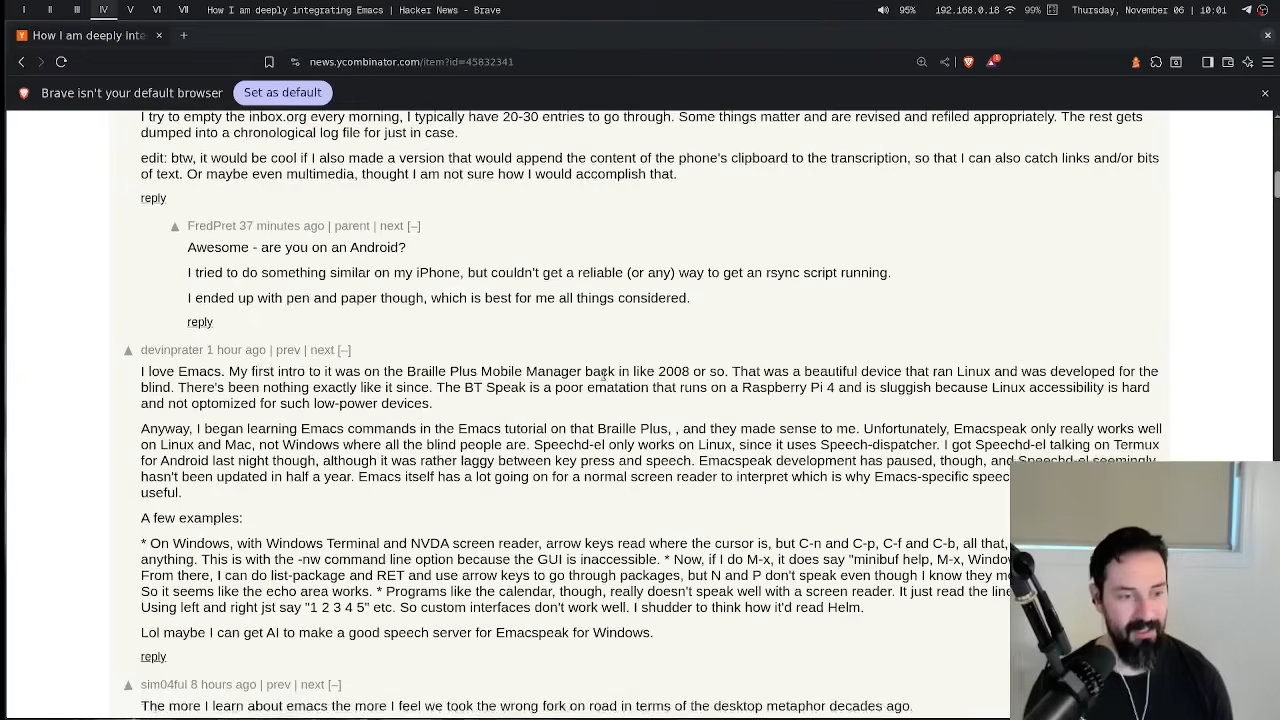 I II III IV V VI VII How I am deeply integrating Emacs | Hacker News - Brave 95% 192.168.0.18 99% Thursday, November 06 | 10:01
How I am deeply inte
news.ycombinator.com/item?id=45832341
Brave isn't your default browser Set as default
I try to empty the inbox.org every morning, I typically have 20-30 entries to go through. Some things matter and are revised and refiled appropriately. The rest gets
dumped into a chronological log file for just in case.
edit: btw, it would be cool if I also made a version that would append the content of the phone's clipboard to the transcription, so that I can also catch links and/or bits
of text. Or maybe even multimedia, thought I am not sure how I would accomplish that.
reply
FredPret 37 minutes ago | parent | next [–]
Awesome - are you on an Android?
I tried to do something similar on my iPhone, but couldn't get a reliable (or any) way to get an rsync script running.
I ended up with pen and paper though, which is best for me all things considered.
reply
devinprater 1 hour ago | prev | next [–]
I love Emacs. My first intro to it was on the Braille Plus Mobile Manager back in like 2008 or so. That was a beautiful device that ran Linux and was developed for the
blind. There's been nothing exactly like it since. The BT Speak is a poor ematation that runs on a Raspberry Pi 4 and is sluggish because Linux accessibility is hard
and not optomized for such low-power devices.
Anyway, I began learning Emacs commands in the Emacs tutorial on that Braille Plus, , and they made sense to me. Unfortunately, Emacspeak only really works well
on Linux and Mac, not Windows where all the blind people are. Speechd-el only works on Linux, since it uses Speech-dispatcher. I got Speechd-el talking on Termux
for Android last night though, although it was rather laggy between key press and speech. Emacspeak development has paused, though, and Speechd-el seemingly
hasn't been updated in half a year. Emacs itself has a lot going on for a normal screen reader to interpret which is why Emacs-specific speec
useful.
A few examples:
* On Windows, with Windows Terminal and NVDA screen reader, arrow keys read where the cursor is, but C-n and C-p, C-f and C-b, all that,
anything. This is with the -nw command line option because the GUI is inaccessible. * Now, if I do M-x, it does say "minibuf help, M-x, Windo
From there, I can do list-package and RET and use arrow keys to go through packages, but N and P don't speak even though I know they m
So it seems like the echo area works. * Programs like the calendar, though, really doesn't speak well with a screen reader. It just read the line
Using left and right jst say "1 2 3 4 5" etc. So custom interfaces don't work well. I shudder to think how it'd read Helm.
Lol maybe I can get AI to make a good speech server for Emacspeak for Windows.
reply
sim04ful 8 hours ago | prev | next [–]
The more I learn about emacs the more I feel we took the wrong fork on road in terms of the desktop metaphor decades ago.